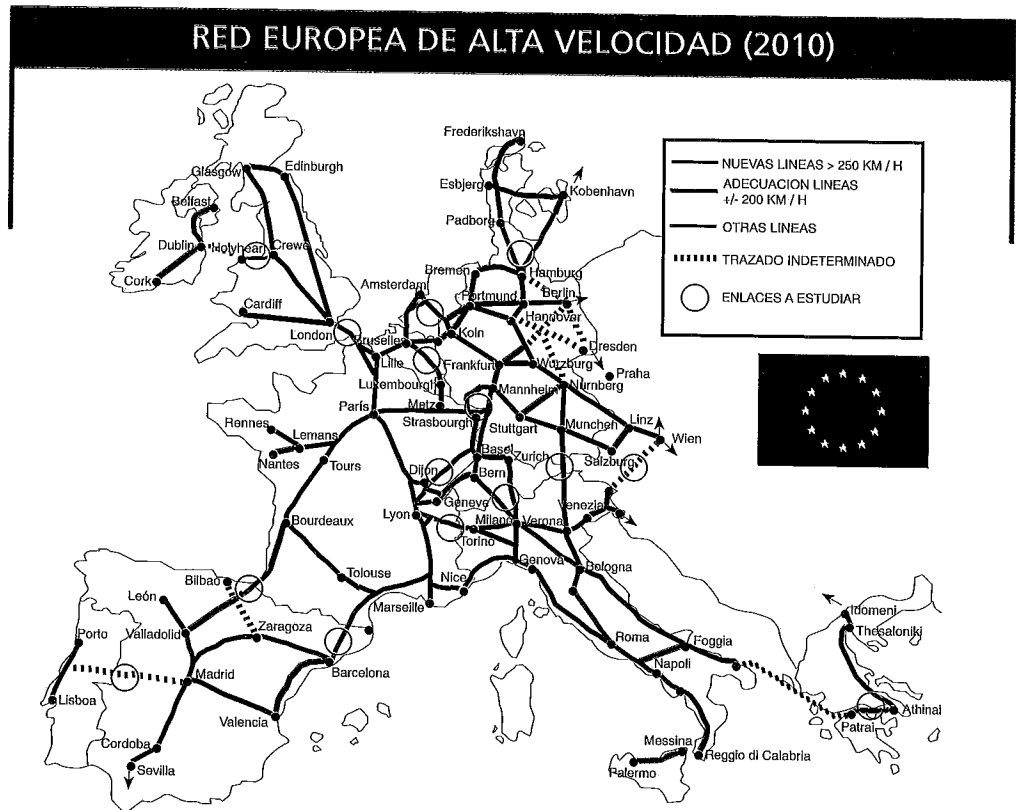 RED EUROPEA DE ALTA VELOCIDAD (2010)
NUEVAS LINEAS > 250 KM / H
ADECUACION LINEAS
+/- 200 KM / H
OTRAS LINEAS
TRAZADO INDETERMINADO
ENLACES A ESTUDIAR
Frederikshavn
Glasgow
Edinburgh
Esbjerg
Kobenhavn
Belfast
Padborg
Dublin
Holyhear
Crewe
Bremen
Hamburg
Cork
Amsterdam
Portmund
Berlin
Cardiff
Hannover
London
Bruselles
Koln
Lille
Frankfurt
Wurzburg
Dresden
Luxembourgh
Praha
Metz
Mannheim
Nurnberg
París
Strasbourgh
Stuttgart
Munchen
Linz
Rennes
Lemans
Wien
Nantes
Tours
Basel
Zurich
Salzburg
Dijon
Bern
Geneve
Venezia
Lyon
Milano
Verona
Bourdeaux
Torino
Genova
Bologna
Bilbao
Tolouse
Nice
León
Marseille
Idomeni
Porto
Valladolid
Zaragoza
Thesaloniki
Roma
Foggia
Madrid
Barcelona
Napoli
Lisboa
Athinai
Valencia
Patrai
Cordoba
Messina
Reggio di Calabria
Sevilla
Palermo